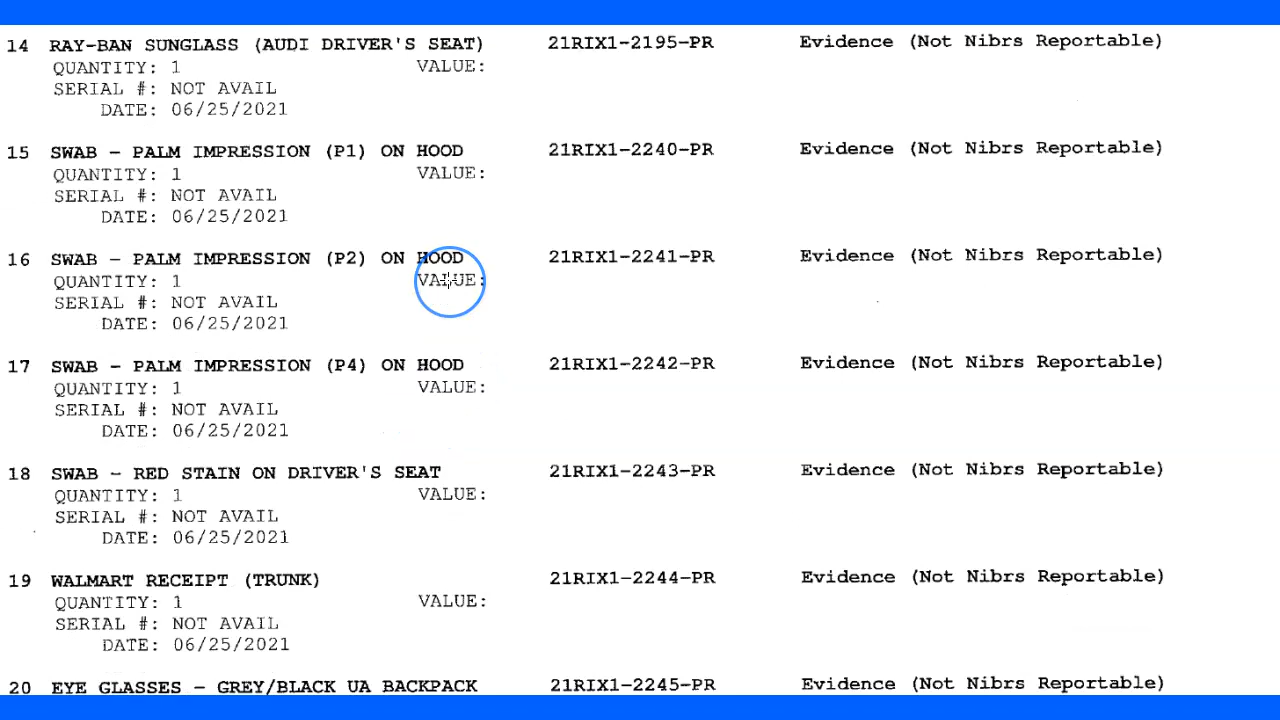 14 RAY-BAN SUNGLASS (AUDI DRIVER'S SEAT) 21RIX1-2195-PR Evidence (Not Nibrs Reportable)
QUANTITY: 1 VALUE:
SERIAL #: NOT AVAIL
DATE: 06/25/2021
15 SWAB - PALM IMPRESSION (P1) ON HOOD 21RIX1-2240-PR Evidence (Not Nibrs Reportable)
QUANTITY: 1 VALUE:
SERIAL #: NOT AVAIL
DATE: 06/25/2021
16 SWAB - PALM IMPRESSION (P2) ON HOOD 21RIX1-2241-PR Evidence (Not Nibrs Reportable)
QUANTITY: 1 VALUE:
SERIAL #: NOT AVAIL
DATE: 06/25/2021
17 SWAB - PALM IMPRESSION (P4) ON HOOD 21RIX1-2242-PR Evidence (Not Nibrs Reportable)
QUANTITY: 1 VALUE:
SERIAL #: NOT AVAIL
DATE: 06/25/2021
18 SWAB - RED STAIN ON DRIVER'S SEAT 21RIX1-2243-PR Evidence (Not Nibrs Reportable)
QUANTITY: 1 VALUE:
SERIAL #: NOT AVAIL
DATE: 06/25/2021
19 WALMART RECEIPT (TRUNK) 21RIX1-2244-PR Evidence (Not Nibrs Reportable)
QUANTITY: 1 VALUE:
SERIAL #: NOT AVAIL
DATE: 06/25/2021
20 EYE GLASSES - GREY/BLACK UA BACKPACK 21RIX1-2245-PR Evidence (Not Nibrs Reportable)